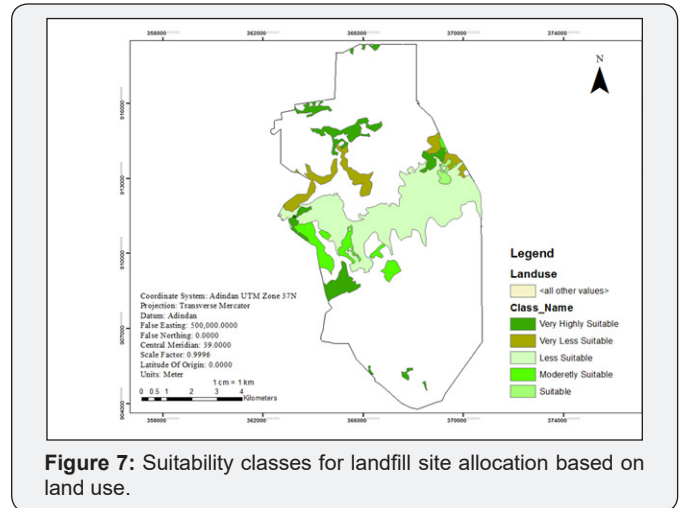 358000 362000 366000 370000 374000
N
916000
913000
910000
907000
904000
Legend
Landuse
<all other values>
Class_Name
Very Highly Suitable
Very Less Suitable
Less Suitable
Moderetly Suitable
Suitable
Coordinate System: Adindan UTM Zone 37N
Projection: Transverse Mercator
Datum: Adindan
False Easting: 500,000.0000
False Northing: 0.0000
Central Meridian: 39.0000
Scale Factor: 0.9996
Latitude Of Origin: 0.0000
Units: Meter
1 cm = 1 km
0 0.5 1 2 3 4
Kilometers
358000 362000 366000 370000 374000
Figure 7: Suitability classes for landfill site allocation based on
land use.